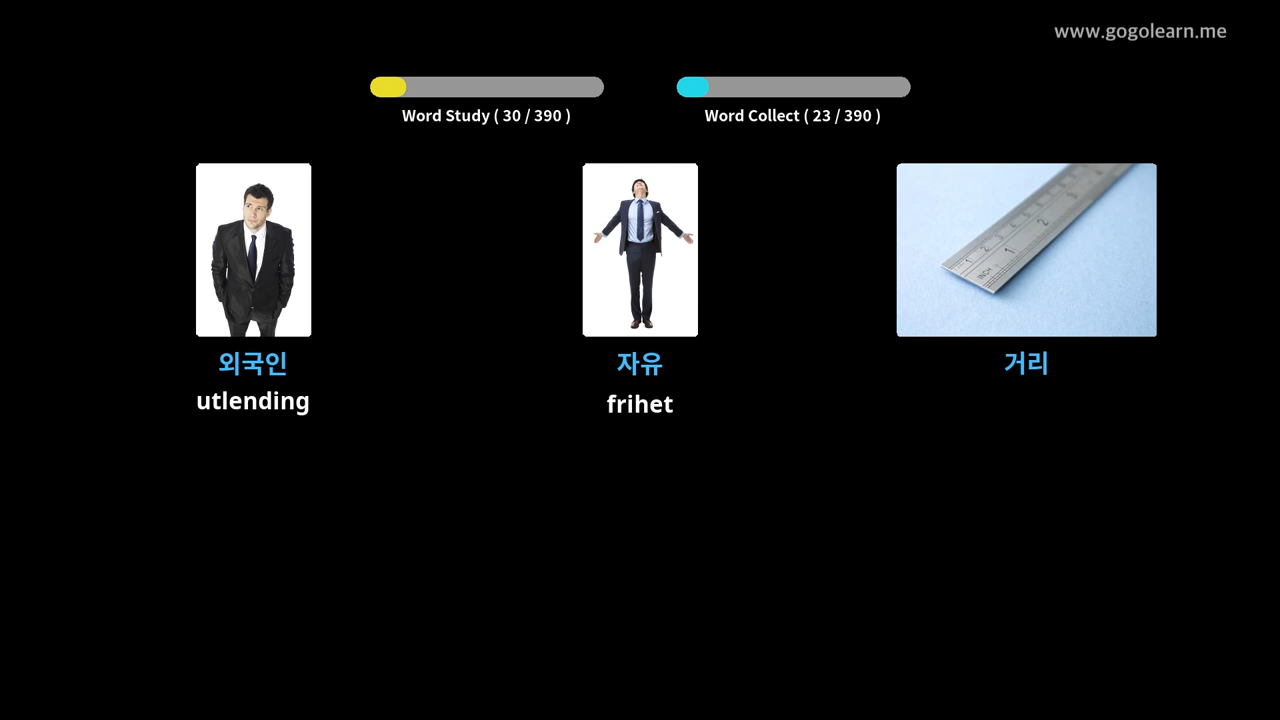 www.gogolearn.me
Word Study ( 30 / 390 )
Word Collect ( 23 / 390 )
외국인
utlending
자유
frihet
거리